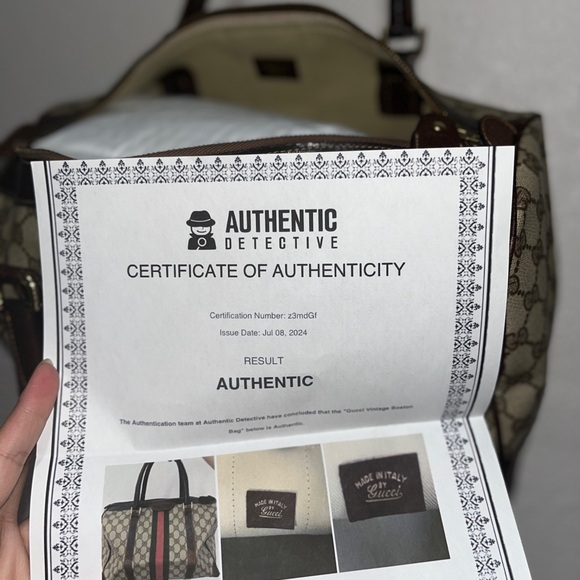 AUTHENTIC
DETECTIVE
CERTIFICATE OF AUTHENTICITY
Certification Number: z3mdGf
Issue Date: Jul 08, 2024
RESULT
AUTHENTIC
The Authentication team at Authentic Detective have concluded that the "Gucci Vintage Boston
Bag" below is Authentic.
MADE IN ITALY
BY
Gucci
MADE IN ITALY
BY
Gucci